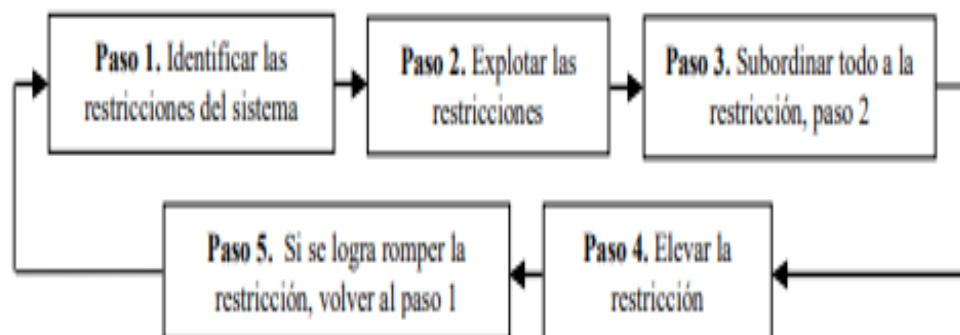 Paso 1. Identificar las
restricciones del sistema
Paso 2. Explotar las
restricciones
Paso 3. Subordinar todo a la
restricción, paso 2
Paso 4. Elevar la
restricción
Paso 5. Si se logra romper la
restricción, volver al paso 1